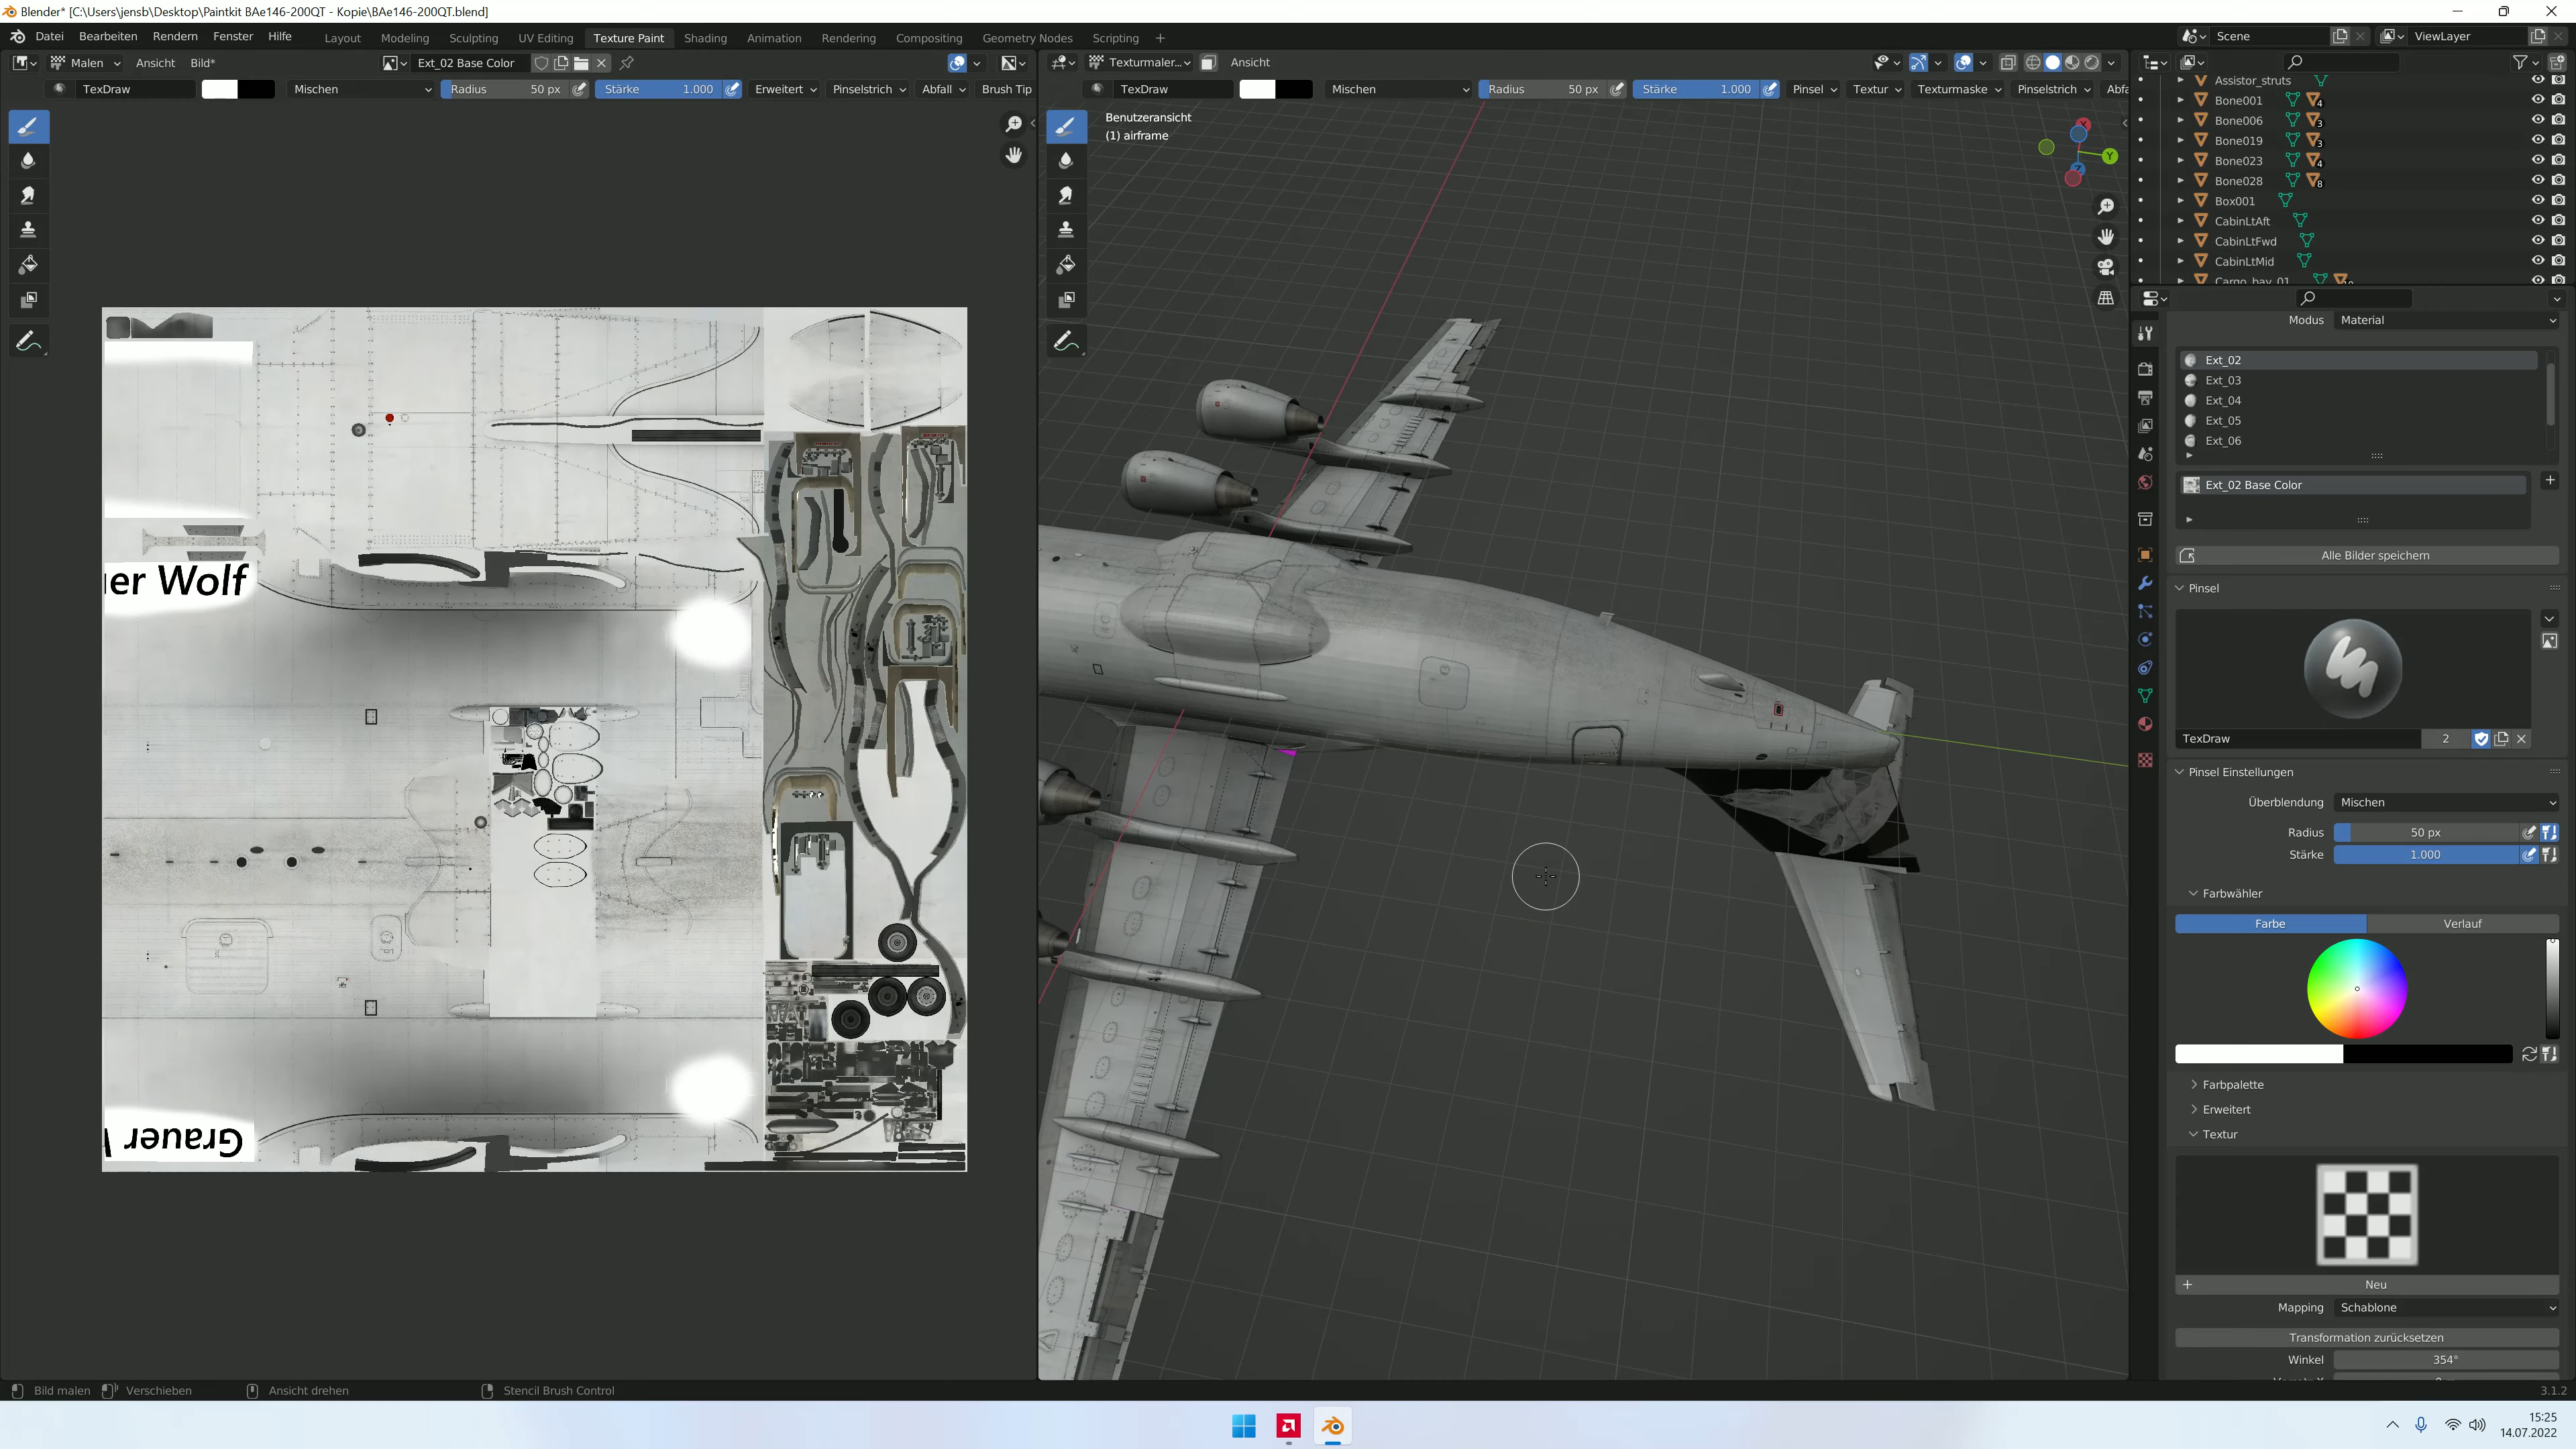 Blender* [C:\Users\jensb\Desktop\Paintkit BAe146-200QT - Kopie\BAe146-200QT.blend]
Datei Bearbeiten Rendern Fenster Hilfe Layout Modeling Sculpting UV Editing Texture Paint Shading Animation Rendering Compositing Geometry Nodes Scripting + Scene ViewLayer
Malen Ansicht Bild* Ext_02 Base Color Texturmaler... Ansicht
TexDraw Mischen Radius 50 px Stärke 1.000 Erweitert Pinselstrich Abfall Brush Tip
TexDraw Mischen Radius 50 px Stärke 1.000 Pinsel Textur Texturmaske Pinselstrich Abfa
Benutzeransicht
(1) airframe
Y
er Wolf
Grauer
Assistor_struts
Bone001 4
Bone006 3
Bone019 3
Bone023 4
Bone028 8
Box001
CabinLtAft
CabinLtFwd
CabinLtMid
Cargo_bay_01
Modus Material
Ext_02
Ext_03
Ext_04
Ext_05
Ext_06
Ext_02 Base Color
Alle Bilder speichern
Pinsel
TexDraw 2
Pinsel Einstellungen
Überblendung Mischen
Radius 50 px
Stärke 1.000
Farbwähler
Farbe Verlauf
Farbpalette
Erweitert
Textur
+ Neu
Mapping Schablone
Transformation zurücksetzen
Winkel 354°
Bild malen Verschieben Ansicht drehen Stencil Brush Control 3.1.2
15:25
14.07.2022